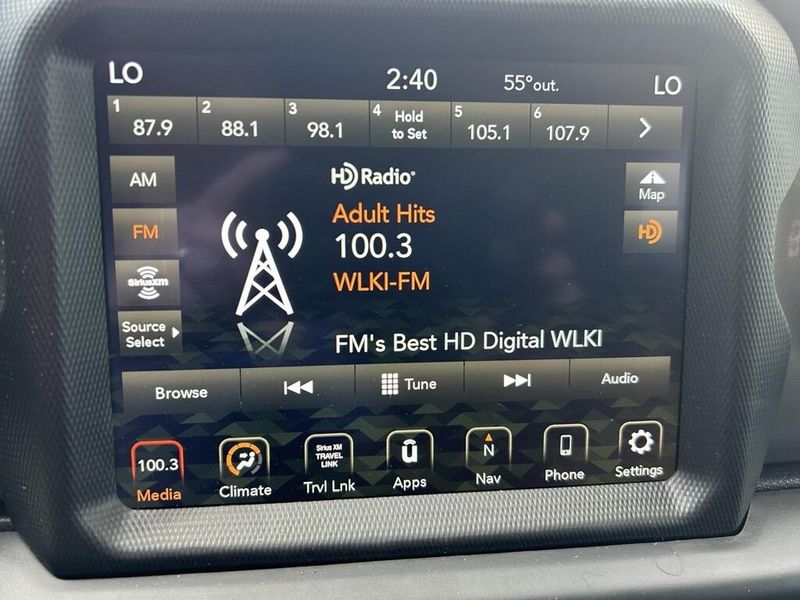 LO 2:40 55°out. LO
1 87.9 2 88.1 3 98.1 4 Hold to Set 5 105.1 6 107.9
AM
FM
SiriusXM
Source
Select
HD Radio
Adult Hits
100.3
WLKI-FM
FM's Best HD Digital WLKI
Map
HD
Browse Tune Audio
100.3 Sirius XM TRAVEL LINK û N
Media Climate Trvl Lnk Apps Nav Phone Settings